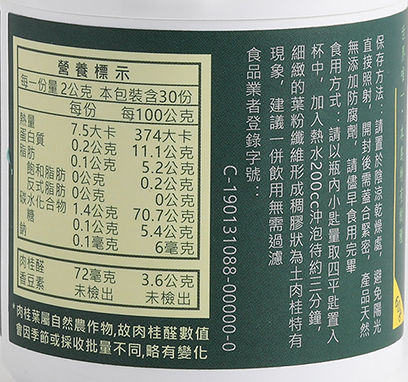 營養標示
每一份量 2公克 本包裝含30份
每份 每100公克
熱量 7.5大卡 374大卡
蛋白質 0.2公克 11.1公克
脂肪 0.1公克 5.2公克
飽和脂肪 0公克 0.2公克
反式脂肪 0公克 0公克
碳水化合物 1.4公克 70.7公克
糖 0.1公克 5.4公克
鈉 0.1毫克 6毫克
肉桂醛 72毫克 3.6公克
香豆素 未檢出 未檢出
*肉桂葉屬自然農作物,故肉桂醛數值
會因季節或採收批量不同,略有變化
保存方法:請置於陰涼乾燥處,避免陽光
直接照射,開封後需蓋合緊密,產品天然
無添加防腐劑,請儘早食用完畢
食用方式:請以瓶內小匙量取四平匙置入
杯中,加入熱水200cc沖泡待約三分鐘,
細緻的葉粉纖維形成稠膠狀為土肉桂特有
現象,建議一併飲用無需過濾
食品業者登錄字號:
C-190131088-00000-0